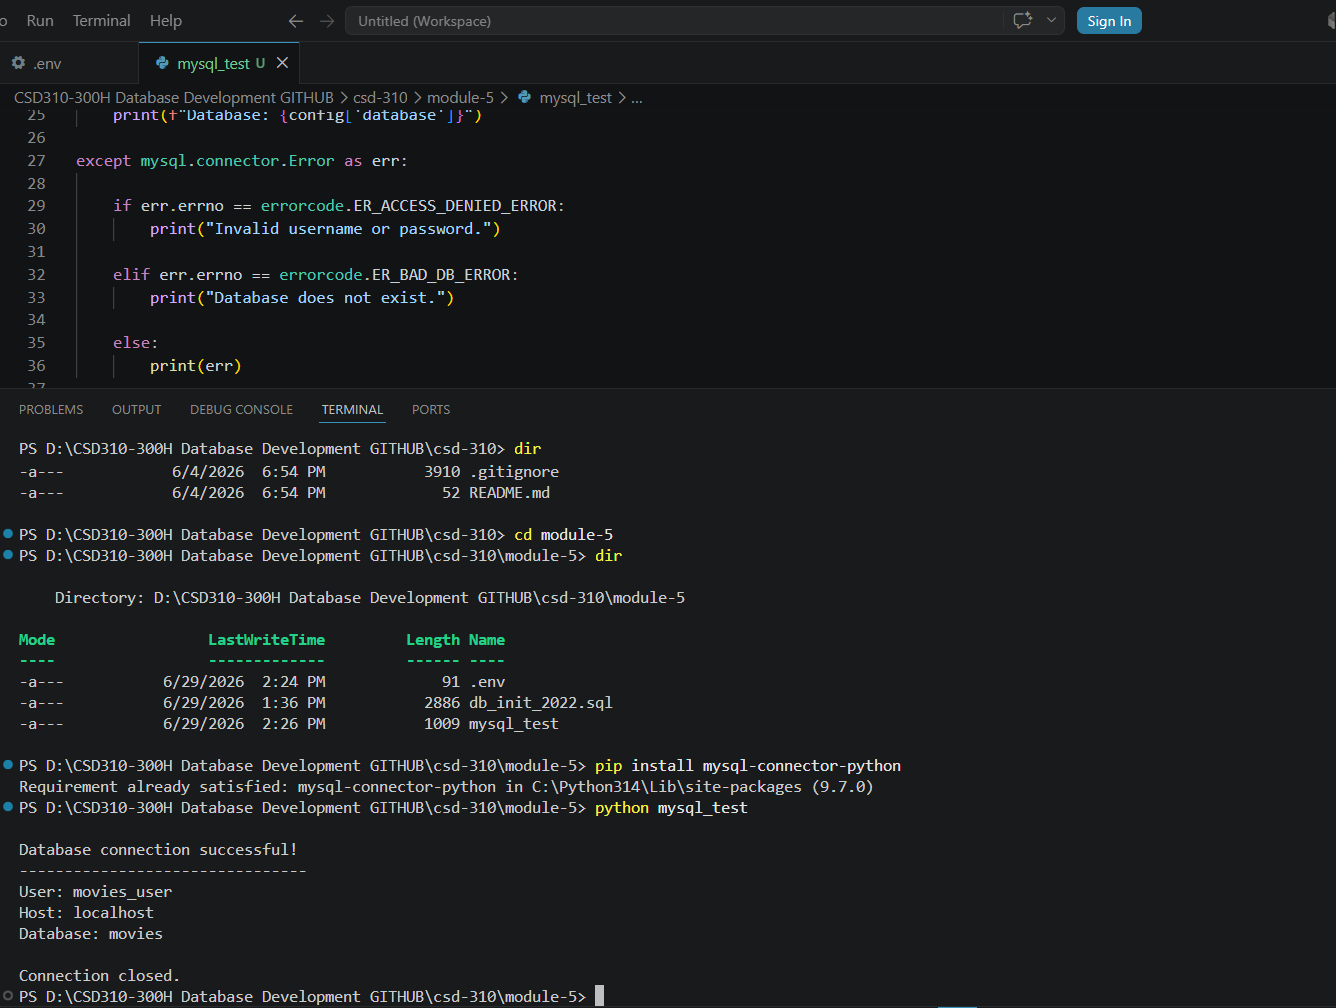 Run Terminal Help Untitled (Workspace) Sign In
.env mysql_test U
CSD310-300H Database Development GITHUB > csd-310 > module-5 > mysql_test > ...
25 print(f"Database: {config['database']}")
26
27 except mysql.connector.Error as err:
28
29 if err.errno == errorcode.ER_ACCESS_DENIED_ERROR:
30 print("Invalid username or password.")
31
32 elif err.errno == errorcode.ER_BAD_DB_ERROR:
33 print("Database does not exist.")
34
35 else:
36 print(err)
37
PROBLEMS OUTPUT DEBUG CONSOLE TERMINAL PORTS
PS D:\CSD310-300H Database Development GITHUB\csd-310> dir
-a--- 6/4/2026 6:54 PM 3910 .gitignore
-a--- 6/4/2026 6:54 PM 52 README.md
PS D:\CSD310-300H Database Development GITHUB\csd-310> cd module-5
PS D:\CSD310-300H Database Development GITHUB\csd-310\module-5> dir
Directory: D:\CSD310-300H Database Development GITHUB\csd-310\module-5
Mode LastWriteTime Length Name
---- ------------- ------ ----
-a--- 6/29/2026 2:24 PM 91 .env
-a--- 6/29/2026 1:36 PM 2886 db_init_2022.sql
-a--- 6/29/2026 2:26 PM 1009 mysql_test
PS D:\CSD310-300H Database Development GITHUB\csd-310\module-5> pip install mysql-connector-python
Requirement already satisfied: mysql-connector-python in C:\Python314\Lib\site-packages (9.7.0)
PS D:\CSD310-300H Database Development GITHUB\csd-310\module-5> python mysql_test
Database connection successful!
--------------------------------
User: movies_user
Host: localhost
Database: movies
Connection closed.
PS D:\CSD310-300H Database Development GITHUB\csd-310\module-5>